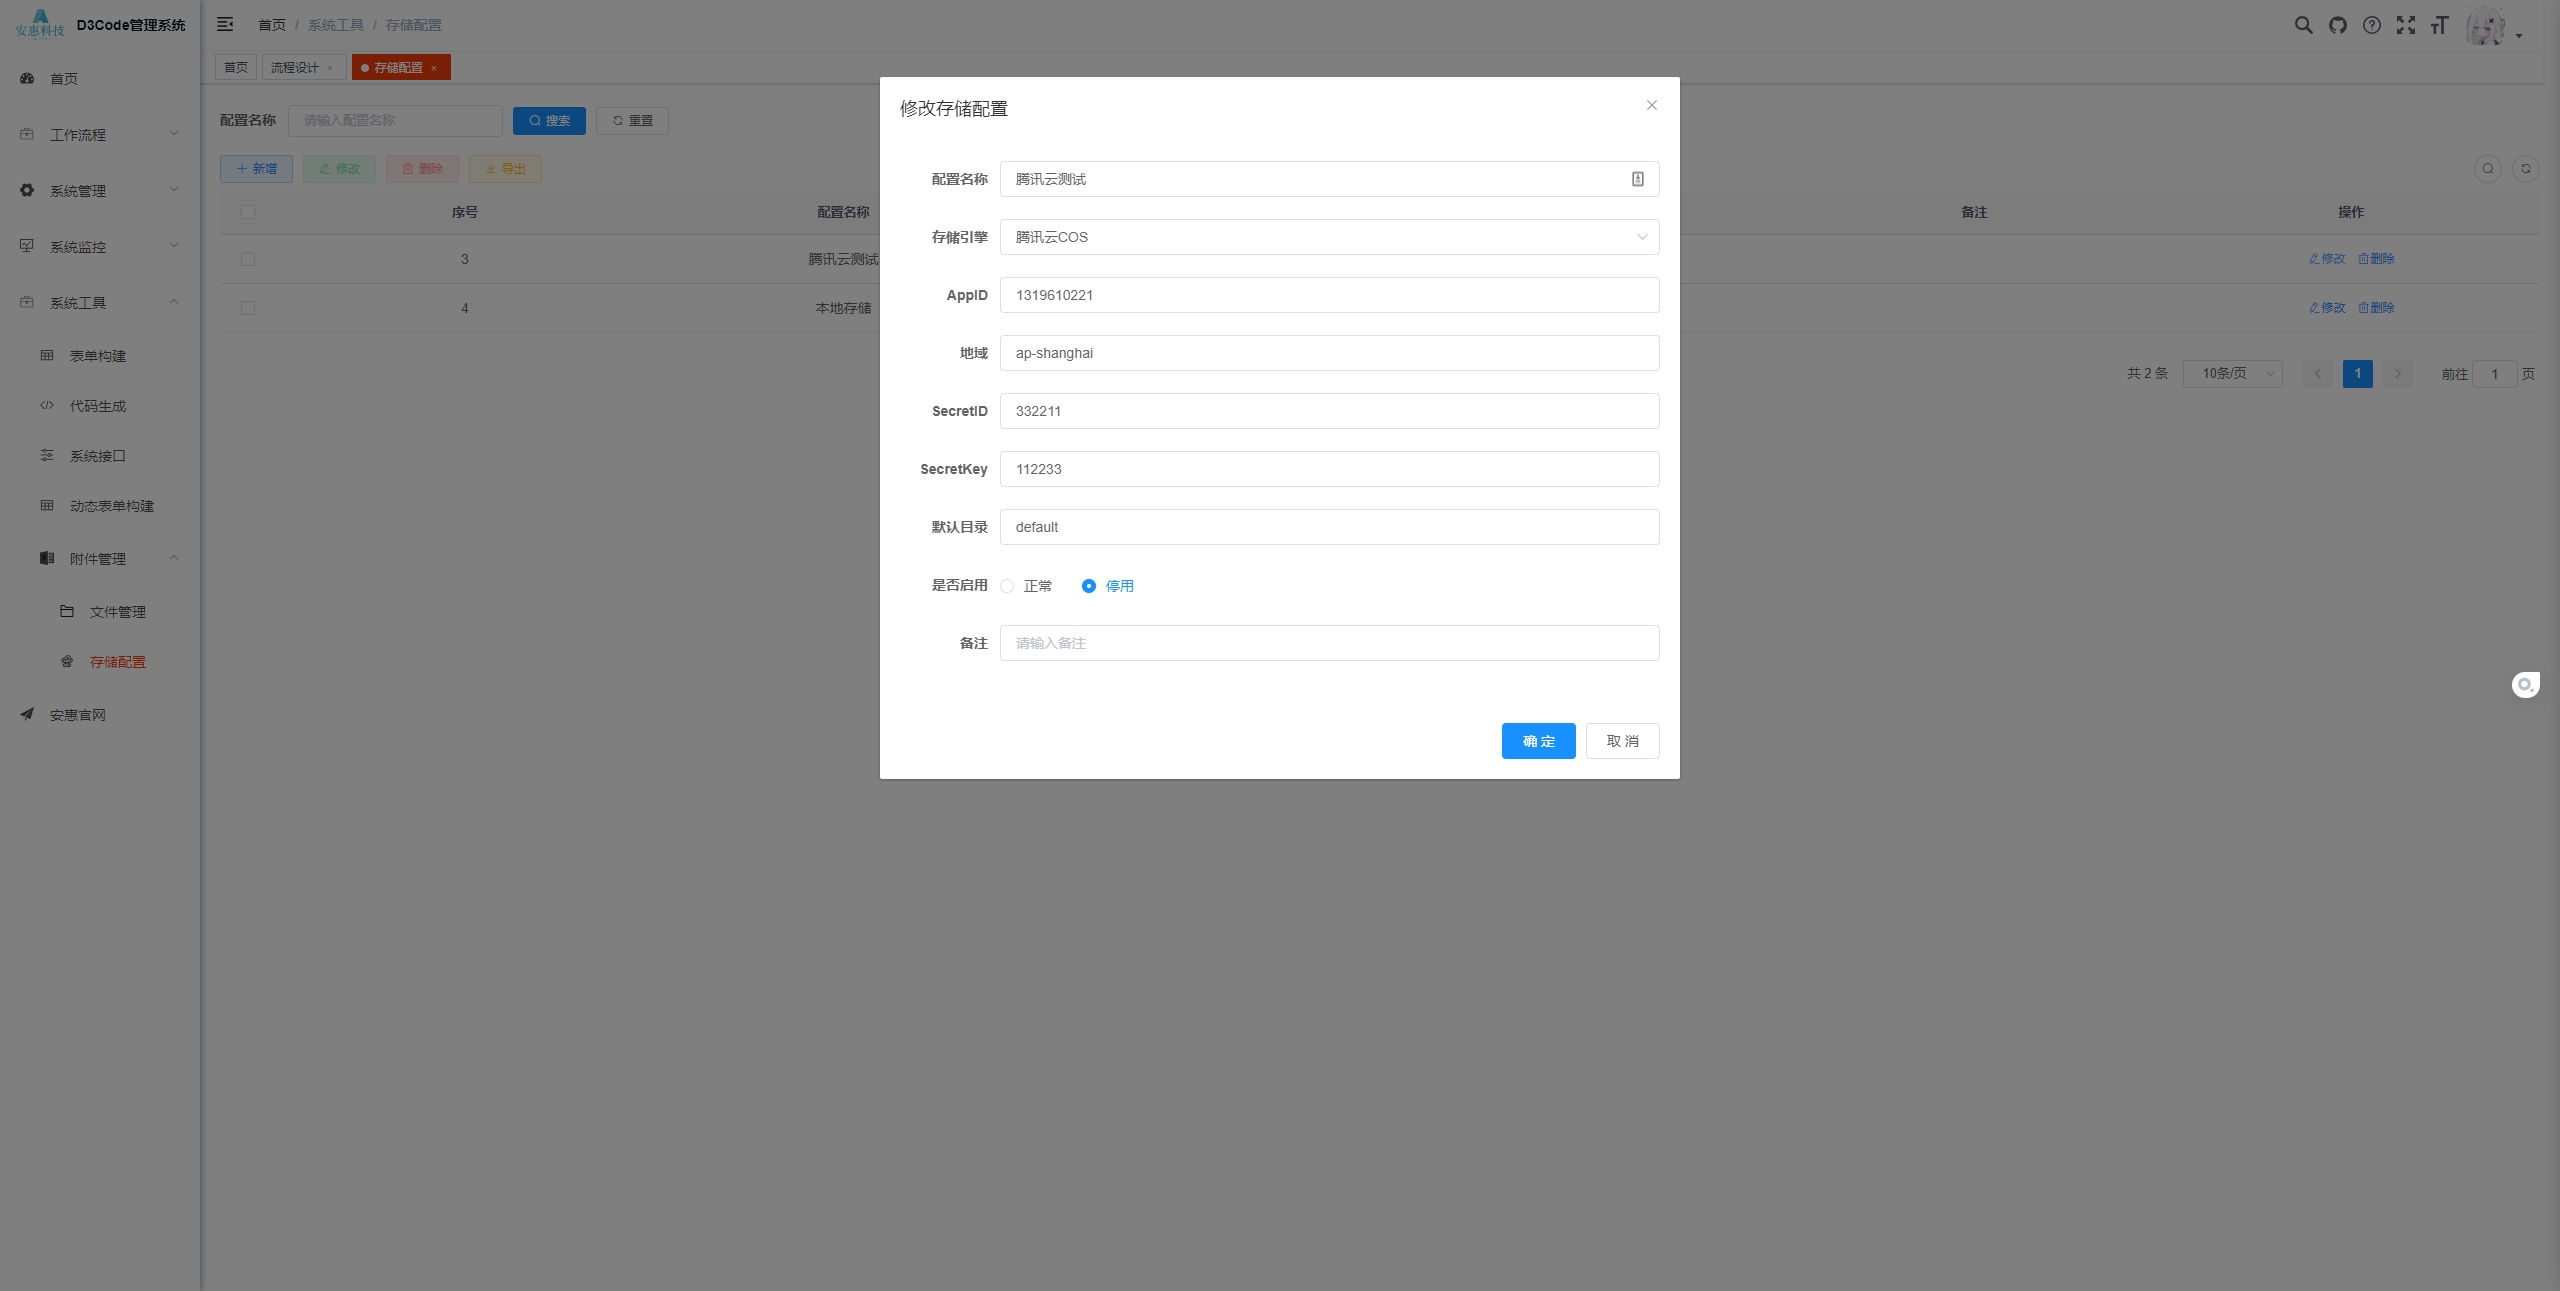 安惠科技 D3Code管理系统
首页 / 系统工具 / 存储配置
首页 流程设计 × 存储配置 ×
首页
工作流程
系统管理
系统监控
系统工具
表单构建
代码生成
系统接口
动态表单构建
附件管理
文件管理
存储配置
安惠官网
配置名称 请输入配置名称 搜索 重置
新增 修改 删除 导出
序号 配置名称 备注 操作
3 腾讯云测试 修改 删除
4 本地存储 修改 删除
共 2 条 10条/页 1 前往 1 页
修改存储配置
配置名称 腾讯云测试
存储引擎 腾讯云COS
AppID 1319610221
地域 ap-shanghai
SecretID 332211
SecretKey 112233
默认目录 default
是否启用 正常 停用
备注 请输入备注
确 定 取 消